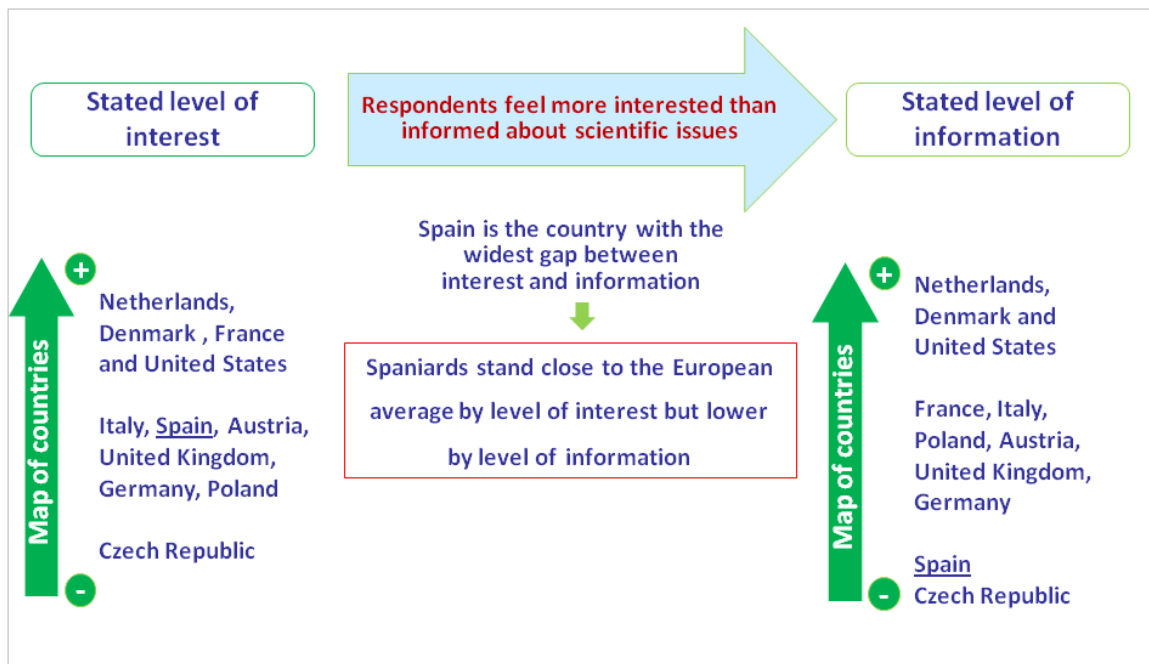 Stated level of
interest
Respondents feel more interested than
informed about scientific issues
Stated level of
information
Spain is the country with the
widest gap between
interest and information
Spaniards stand close to the European
average by level of interest but lower
by level of information
Map of countries
+
Netherlands,
Denmark , France
and United States
Italy, Spain, Austria,
United Kingdom,
Germany, Poland
Czech Republic
-
Map of countries
+
Netherlands,
Denmark and
United States
France, Italy,
Poland, Austria,
United Kingdom,
Germany
Spain
Czech Republic
-